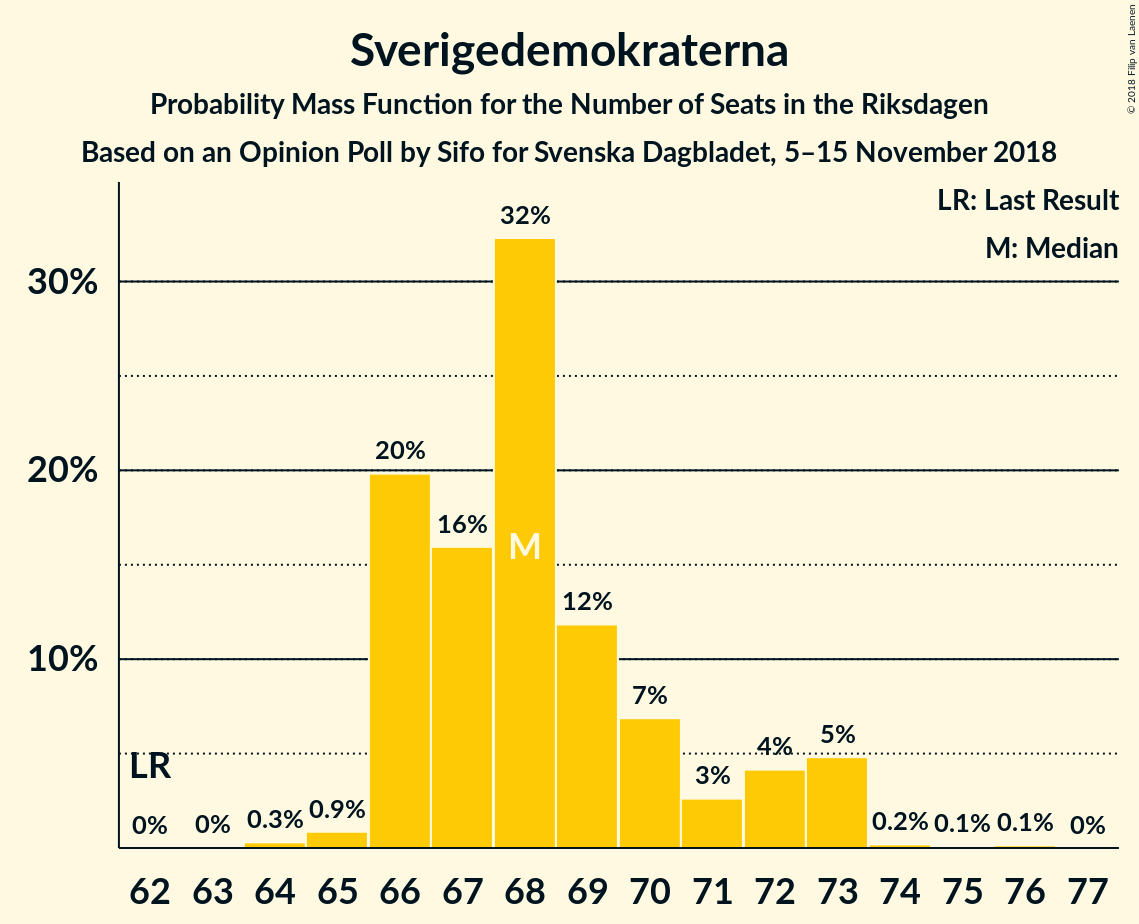 Sverigedemokraterna
Probability Mass Function for the Number of Seats in the Riksdagen
Based on an Opinion Poll by Sifo for Svenska Dagbladet, 5–15 November 2018
© 2018 Filip van Laenen
LR: Last Result
M: Median
30%
20%
10%
LR
M
0%
0%
0.3%
0.9%
20%
16%
32%
12%
7%
3%
4%
5%
0.2%
0.1%
0.1%
0%
62 63 64 65 66 67 68 69 70 71 72 73 74 75 76 77